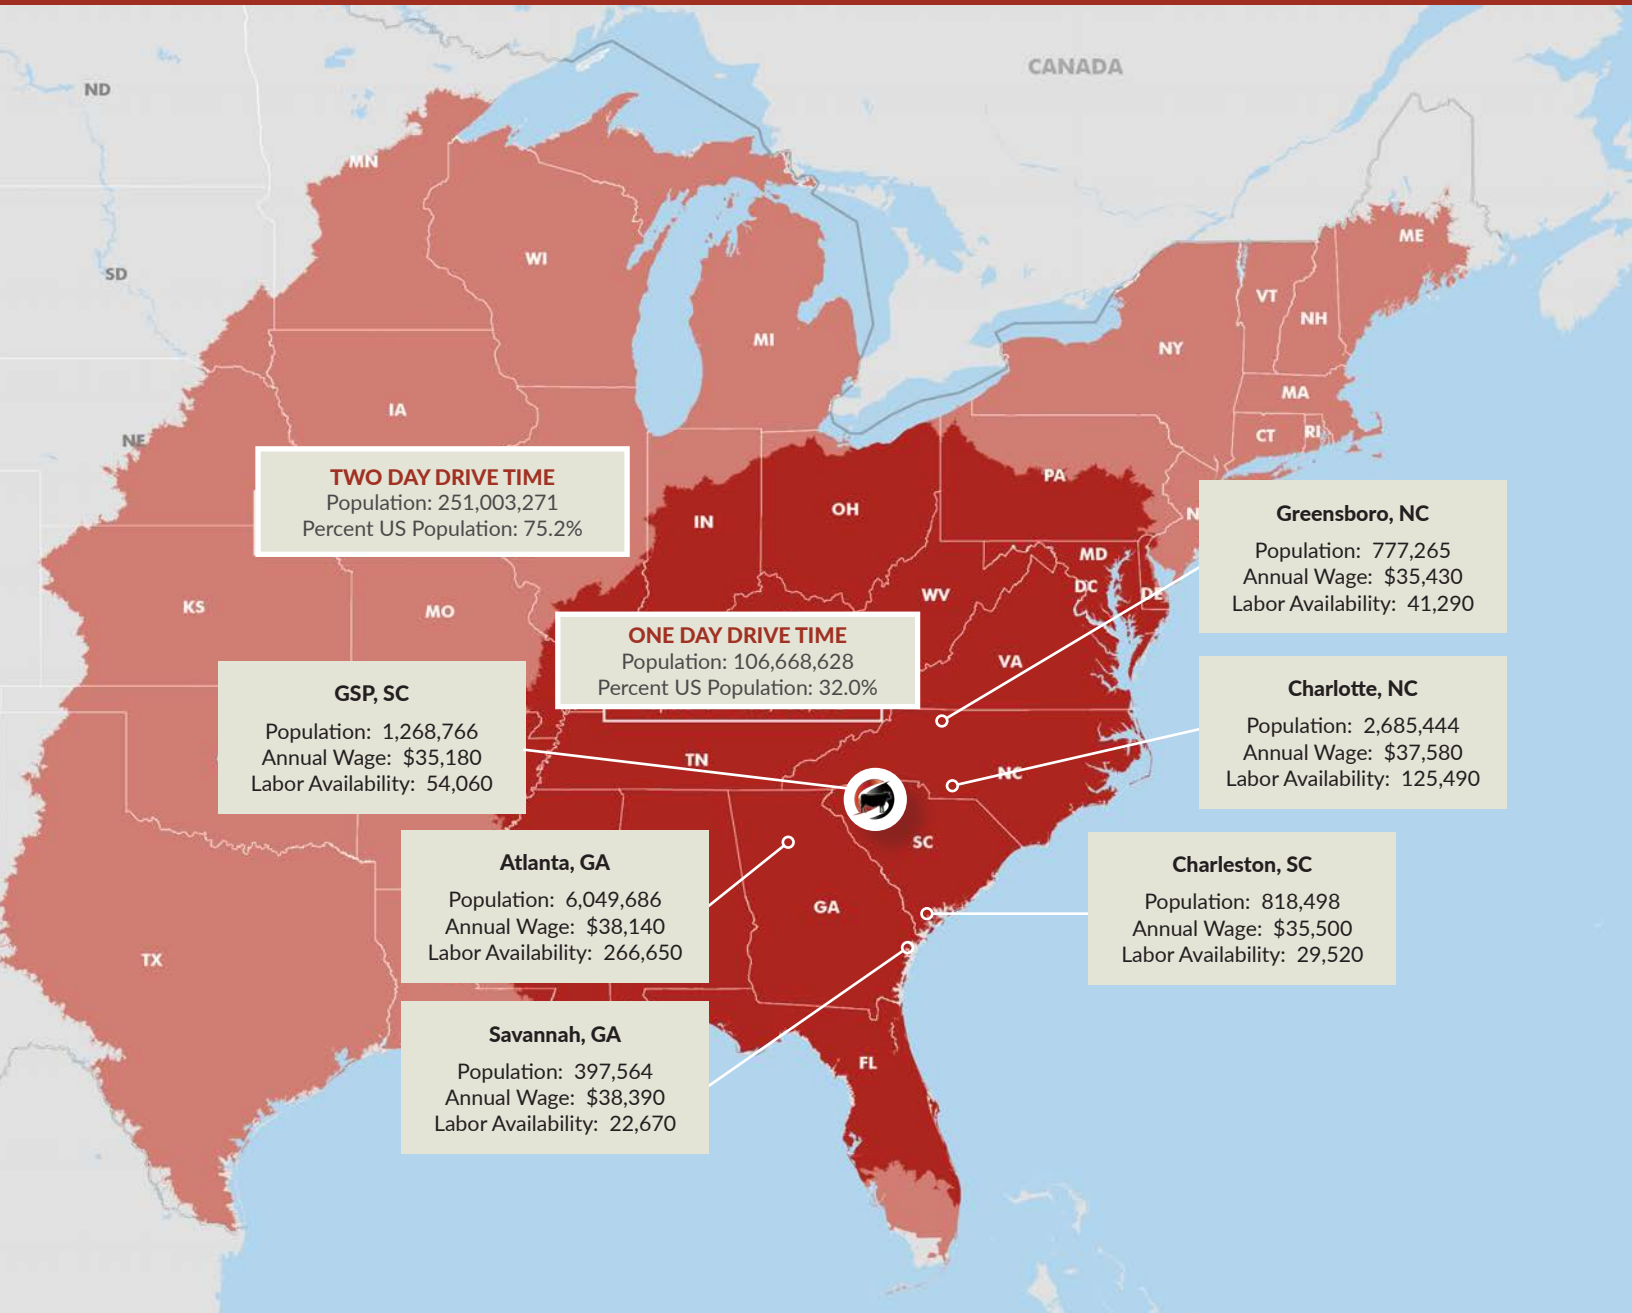 CANADA
ND
MN
ME
WI
SD
VT
NH
MI
NY
MA
IA
CT
RI
NE
PA
TWO DAY DRIVE TIME
Population: 251,003,271
Percent US Population: 75.2%
IN
OH
N
Greensboro, NC
Population: 777,265
Annual Wage: $35,430
Labor Availability: 41,290
MD
DC
DE
WV
KS
MO
ONE DAY DRIVE TIME
Population: 106,668,628
Percent US Population: 32.0%
VA
GSP, SC
Population: 1,268,766
Annual Wage: $35,180
Labor Availability: 54,060
Charlotte, NC
Population: 2,685,444
Annual Wage: $37,580
Labor Availability: 125,490
TN
NC
SC
Atlanta, GA
Population: 6,049,686
Annual Wage: $38,140
Labor Availability: 266,650
Charleston, SC
Population: 818,498
Annual Wage: $35,500
Labor Availability: 29,520
GA
TX
Savannah, GA
Population: 397,564
Annual Wage: $38,390
Labor Availability: 22,670
FL